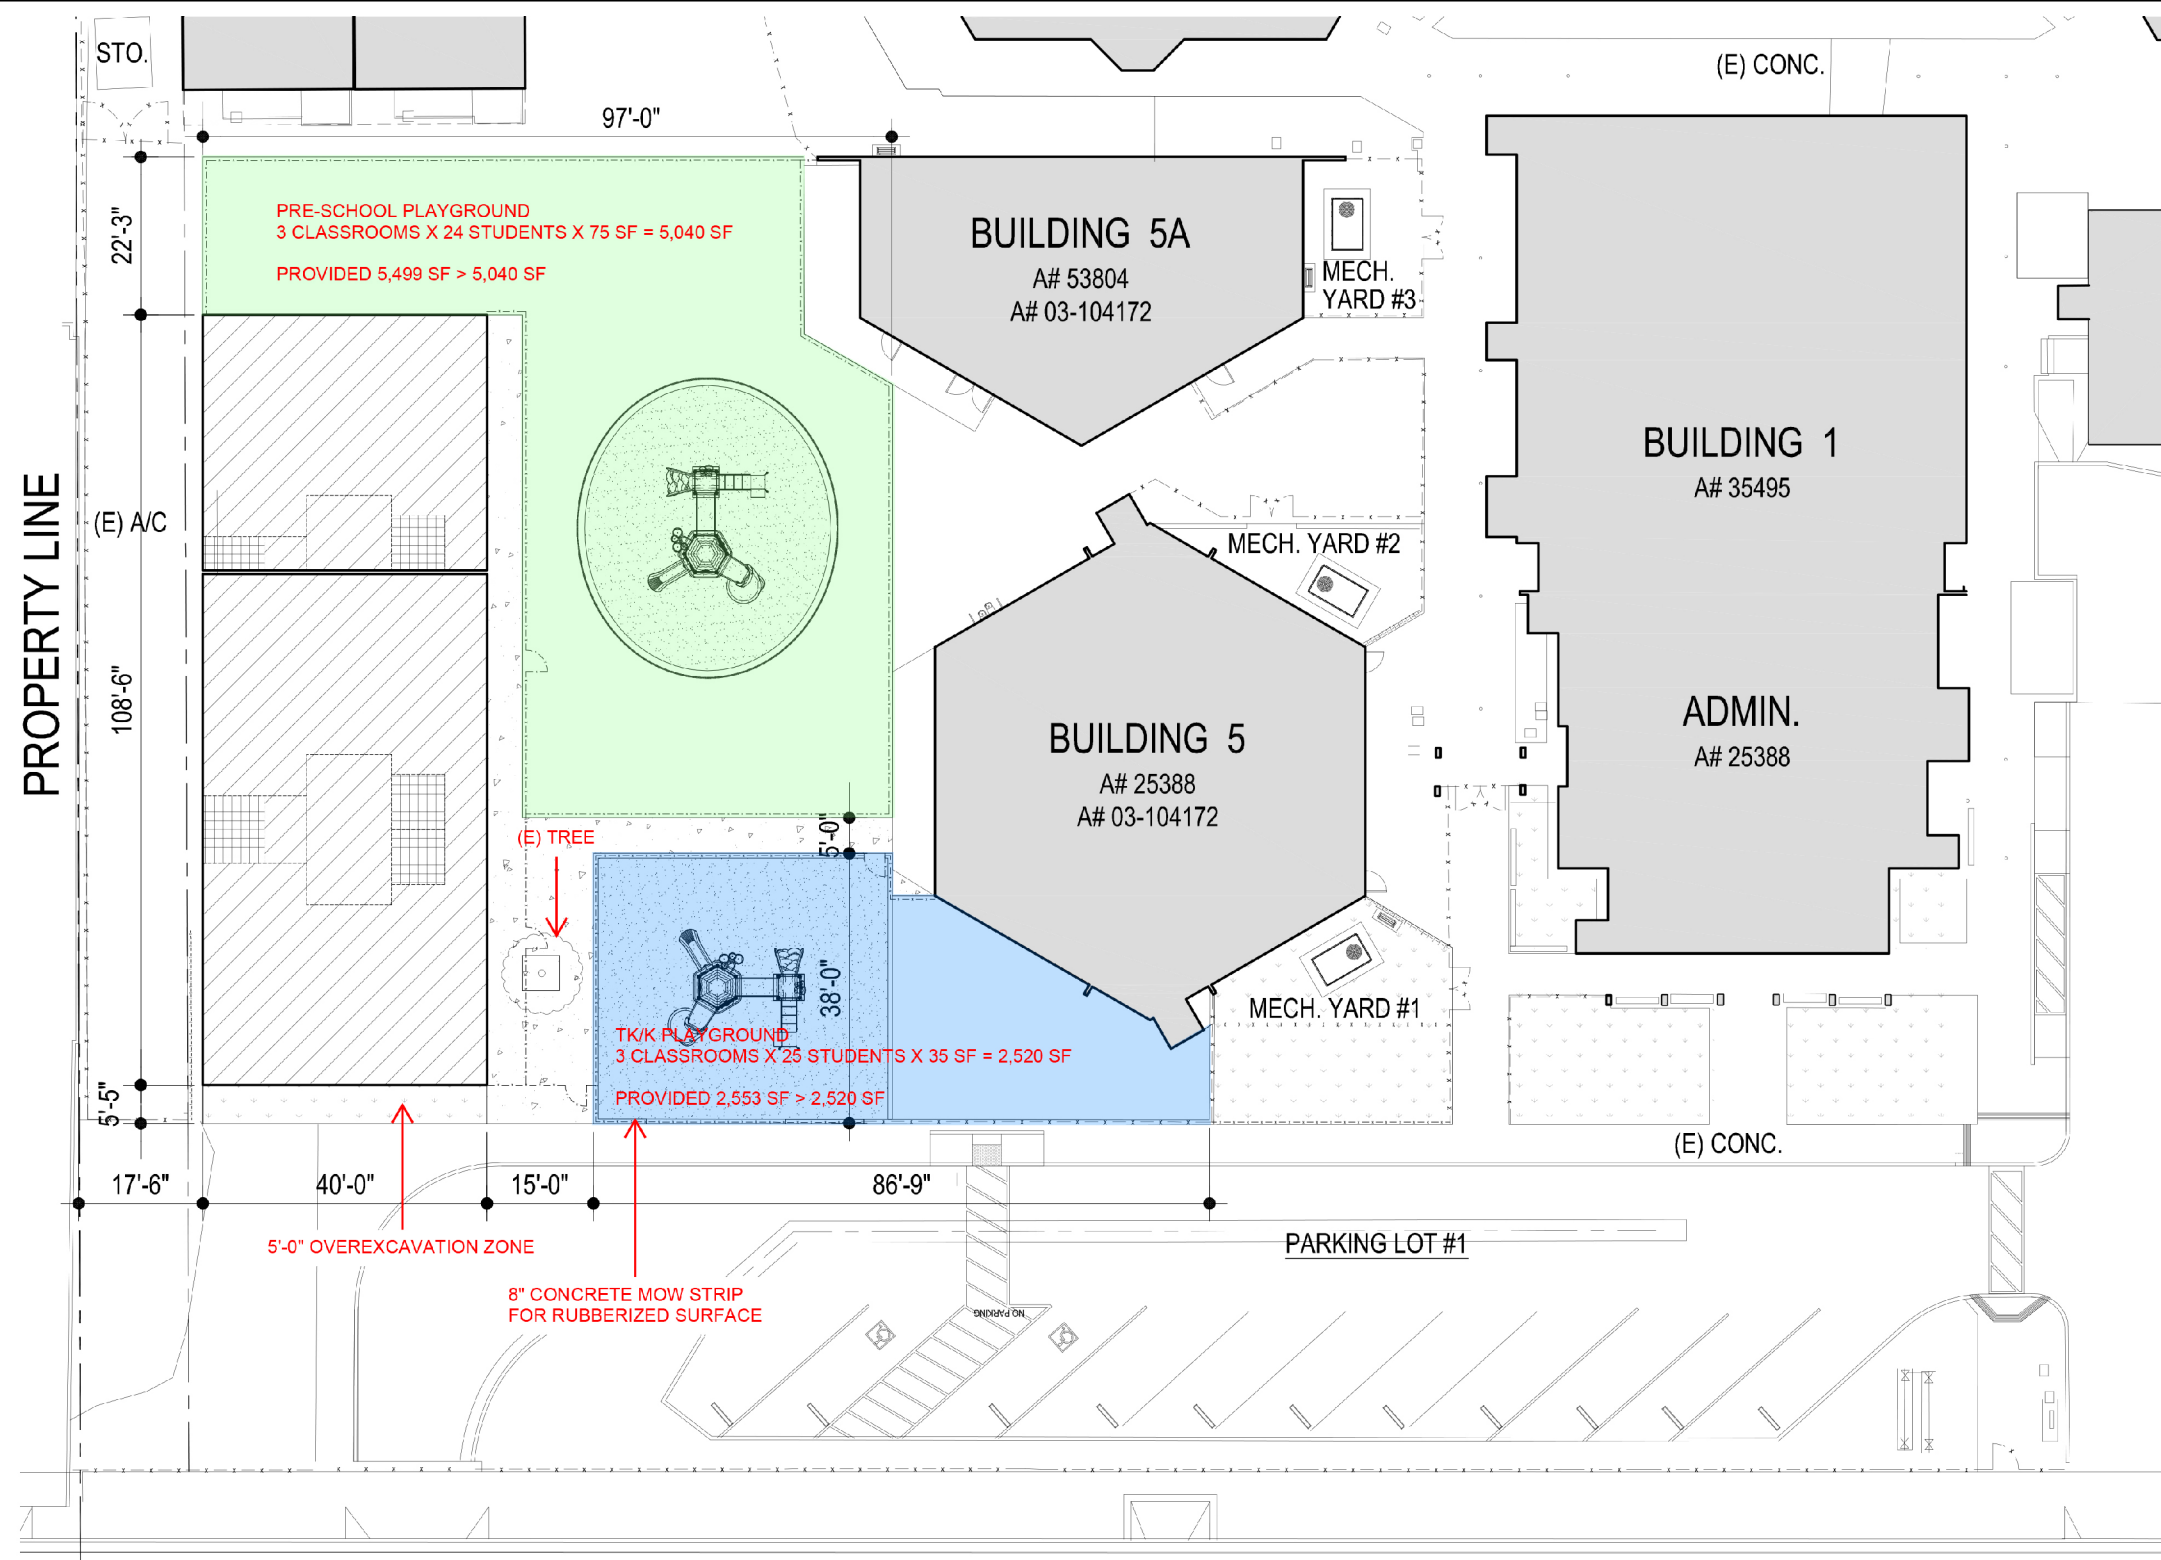 STO.
(E) CONC.
97'-0"
22'-3"
PRE-SCHOOL PLAYGROUND
3 CLASSROOMS X 24 STUDENTS X 75 SF = 5,040 SF
PROVIDED 5,499 SF > 5,040 SF
BUILDING 5A
A# 53804
A# 03-104172
MECH.
YARD #3
BUILDING 1
A# 35495
PROPERTY LINE
(E) A/C
MECH. YARD #2
108'-6"
BUILDING 5
A# 25388
A# 03-104172
ADMIN.
A# 25388
(E) TREE
5'-0"
38'-0"
MECH. YARD #1
TK/K PLAYGROUND
3 CLASSROOMS X 25 STUDENTS X 35 SF = 2,520 SF
PROVIDED 2,553 SF > 2,520 SF
5'-5"
(E) CONC.
17'-6"
40'-0"
15'-0"
86'-9"
5'-0" OVEREXCAVATION ZONE
PARKING LOT #1
8" CONCRETE MOW STRIP
FOR RUBBERIZED SURFACE
NO PARKING